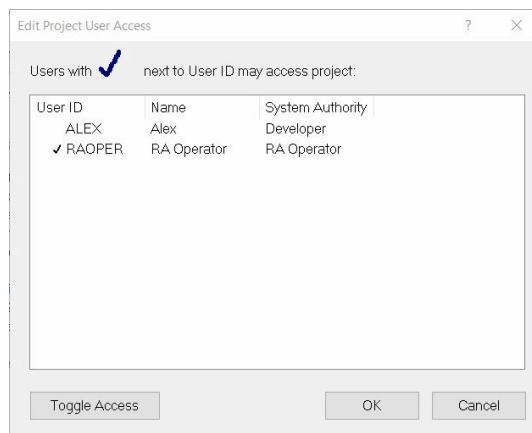 Edit Project User Access
Users with next to User ID may access project:
User ID Name System Authority
ALEX Alex Developer
RAOPER RA Operator RA Operator
Toggle Access OK Cancel